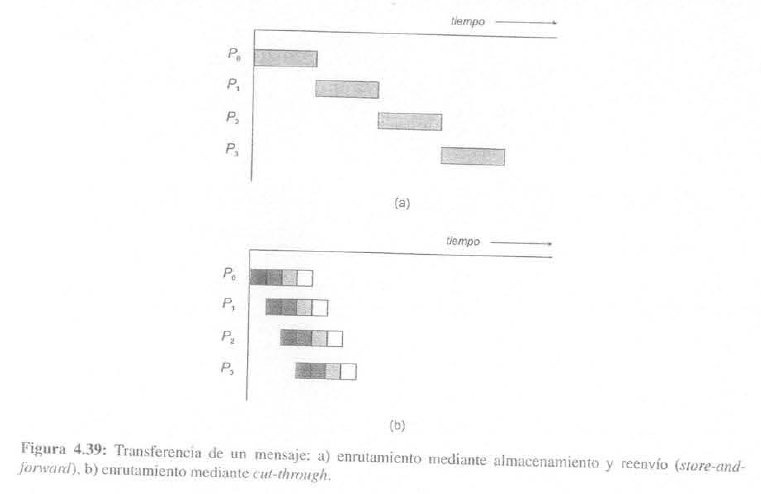 tiempo
P₀
P₁
P₂
P₃
(a)
tiempo
P₀
P₁
P₂
P₃
(b)
Figura 4.39: Transferencia de un mensaje: a) enrutamiento mediante almacenamiento y reenvío (store-and-
forward), b) enrutamiento mediante cut-through.